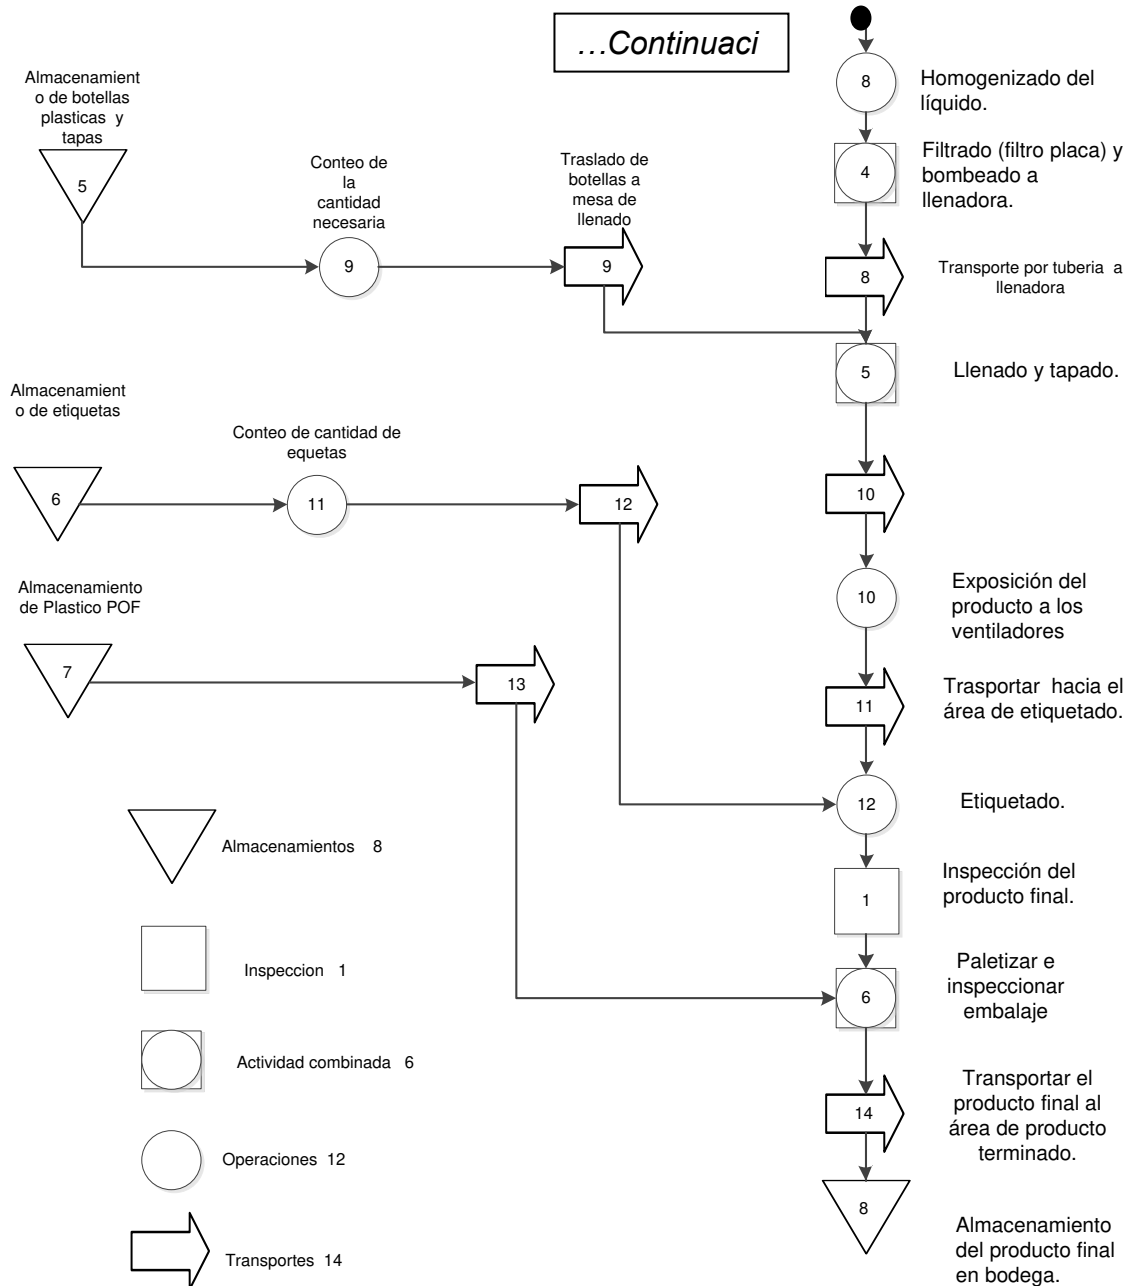 ...Continuaci
8
Homogenizado del
líquido.
Almacenamient
o de botellas
plasticas y
tapas
5
Conteo de
la
cantidad
necesaria
9
Traslado de
botellas a
mesa de
llenado
9
4
Filtrado (filtro placa) y
bombeado a
llenadora.
8
Transporte por tuberia a
llenadora
5
Llenado y tapado.
Almacenamient
o de etiquetas
6
Conteo de cantidad de
equetas
11
12
10
Almacenamiento
de Plastico POF
7
13
10
Exposición del
producto a los
ventiladores
11
Trasportar hacia el
área de etiquetado.
12
Etiquetado.
1
Inspección del
producto final.
6
Paletizar e
inspeccionar
embalaje
14
Transportar el
producto final al
área de producto
terminado.
8
Almacenamiento
del producto final
en bodega.
Almacenamientos 8
Inspeccion 1
Actividad combinada 6
Operaciones 12
Transportes 14